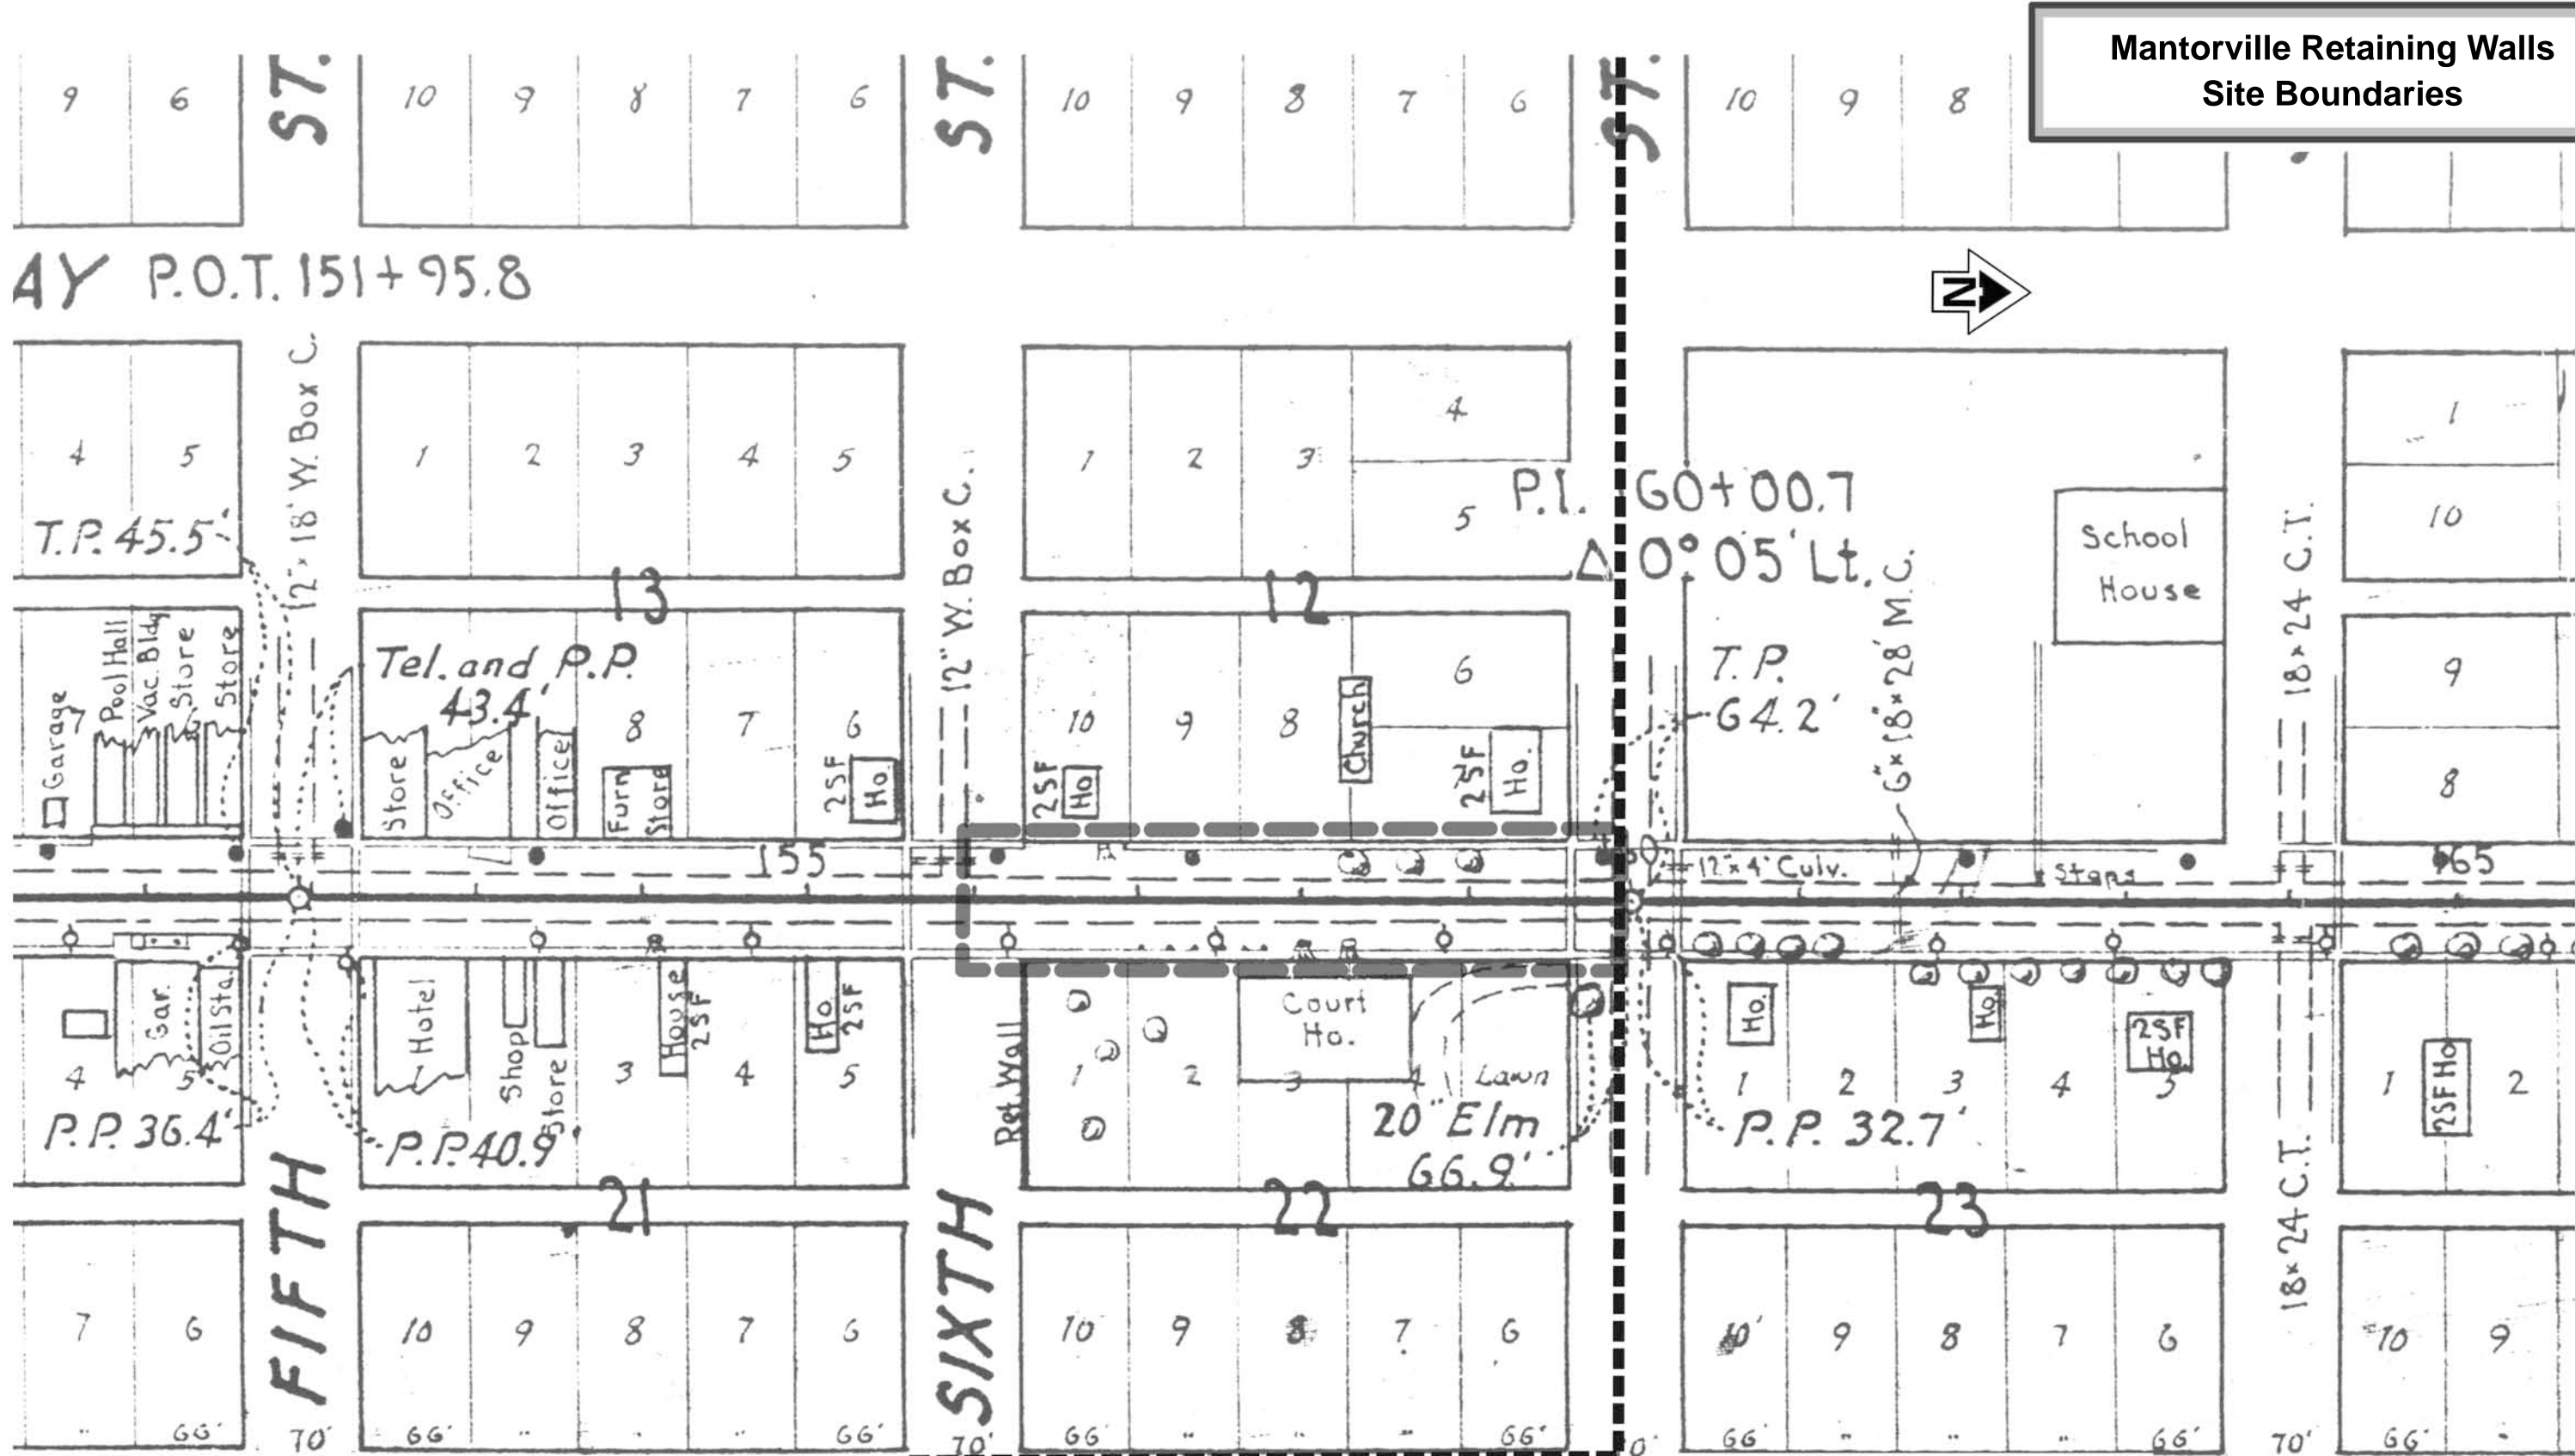 Mantorville Retaining Walls
Site Boundaries
9 6 ST. 10 9 8 7 6 ST. 10 9 8 7 6 ST. 10 9 8
AY P.O.T. 151+95.8
N
4 5 1 2 3 4 5 1 2 3 4 5 1 10
12"x18' W. Box C.
12" W. Box C.
P.I. 60+00.7
Δ 0°05' Lt.
T.P. 45.5'
School
House
18x24 C.T.
13 12
6"x18"x28' M.C.
Garage
7
Pool Hall
Vac. Bldg
6
Store
Store
Tel. and P.P.
43.4'
Store
Office
Office
8
Furn
Store
7
6
2SF
Ho.
10
2SF
Ho
9
8
Church
6
2SF
Ho.
T.P.
64.2'
9
8
155
12"x4' Culv.
Steps
165
4
Gar.
5
Oil Sta.
P.P. 36.4'
Hotel
Shop
Store
P.P. 40.9'
3
House
2SF
4
Ho
2SF
5
Ret. Wall
1
2
Court
Ho.
3
4
Lawn
20" Elm
66.9'
Ho.
1
2
Ho.
3
4
2SF
Ho.
5
P.P. 32.7'
1
2SF Ho
2
18x24 C.T.
21 22 23
FIFTH
SIXTH
7 6 10 9 8 7 6 10 9 8 7 6 10 9 8 7 6 10 9
" 66' 70' 66' " " " 66' 70' 66' " " " 66' 0' 66 " " " 66' 70' 66' "